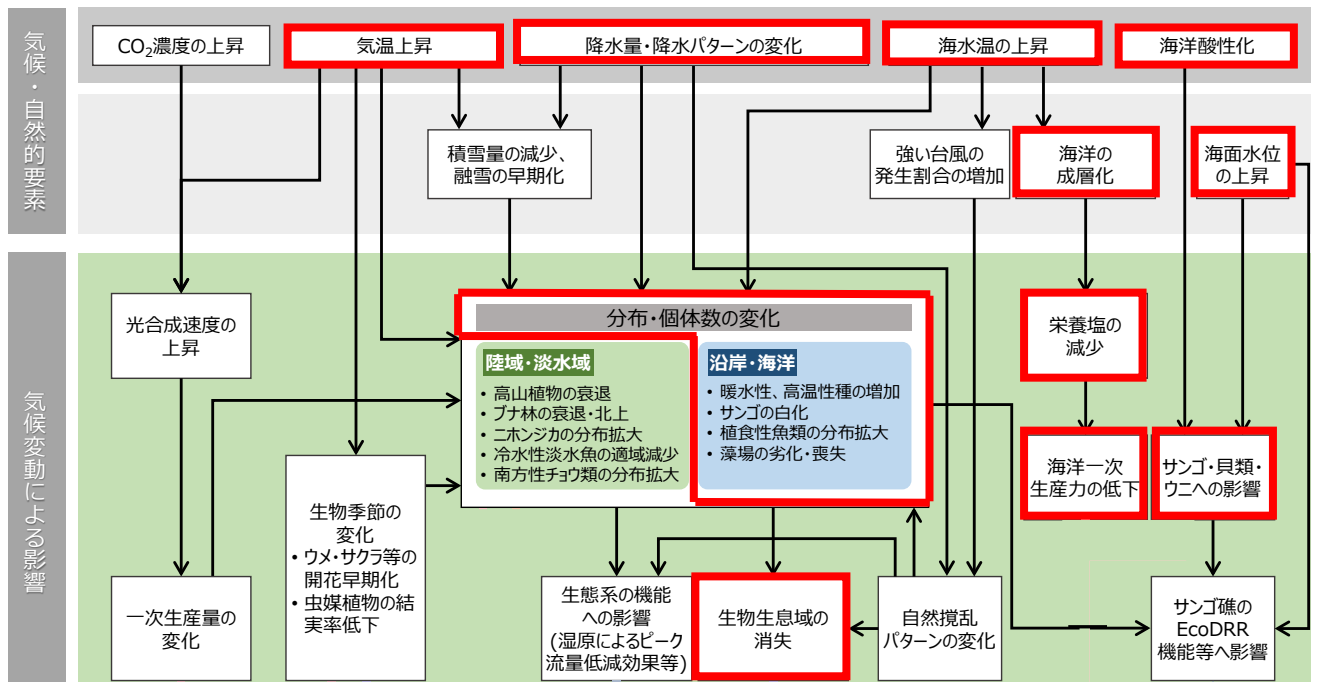 気候・自然的要素
CO₂濃度の上昇
気温上昇
降水量・降水パターンの変化
海水温の上昇
海洋酸性化
積雪量の減少、
融雪の早期化
強い台風の
発生割合の増加
海洋の
成層化
海面水位
の上昇
気候変動による影響
光合成速度の
上昇
分布・個体数の変化
陸域・淡水域
• 高山植物の衰退
• ブナ林の衰退・北上
• ニホンジカの分布拡大
• 冷水性淡水魚の適域減少
• 南方性チョウ類の分布拡大
沿岸・海洋
• 暖水性、高温性種の増加
• サンゴの白化
• 植食性魚類の分布拡大
• 藻場の劣化・喪失
栄養塩の
減少
海洋一次
生産力の低下
サンゴ・貝類・
ウニへの影響
生物季節の
変化
• ウメ・サクラ等の
開花早期化
• 虫媒植物の結
実率低下
一次生産量の
変化
生態系の機能
への影響
(湿原によるピーク
流量低減効果等)
生物生息域の
消失
自然撹乱
パターンの変化
サンゴ礁の
EcoDRR
機能等へ影響